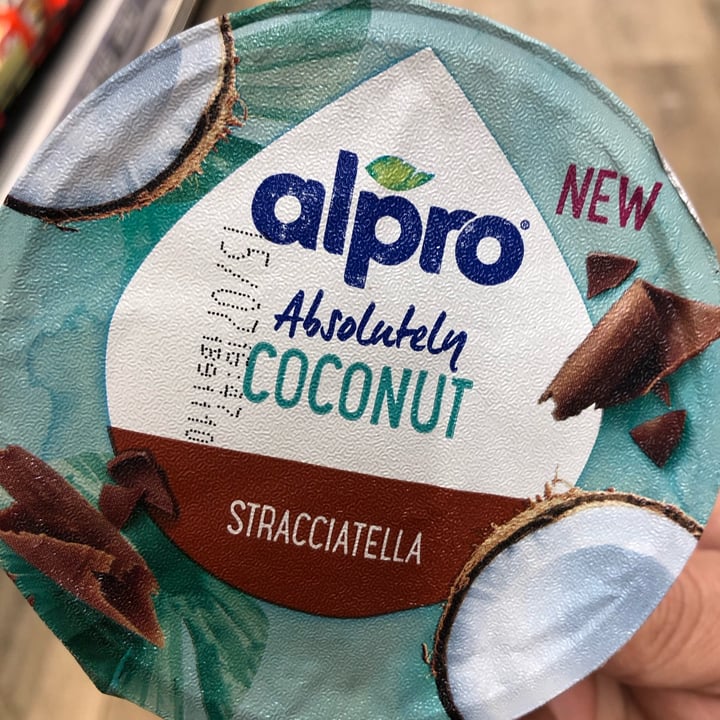 alpro®
NEW
Absolutely
COCONUT
STRACCIATELLA